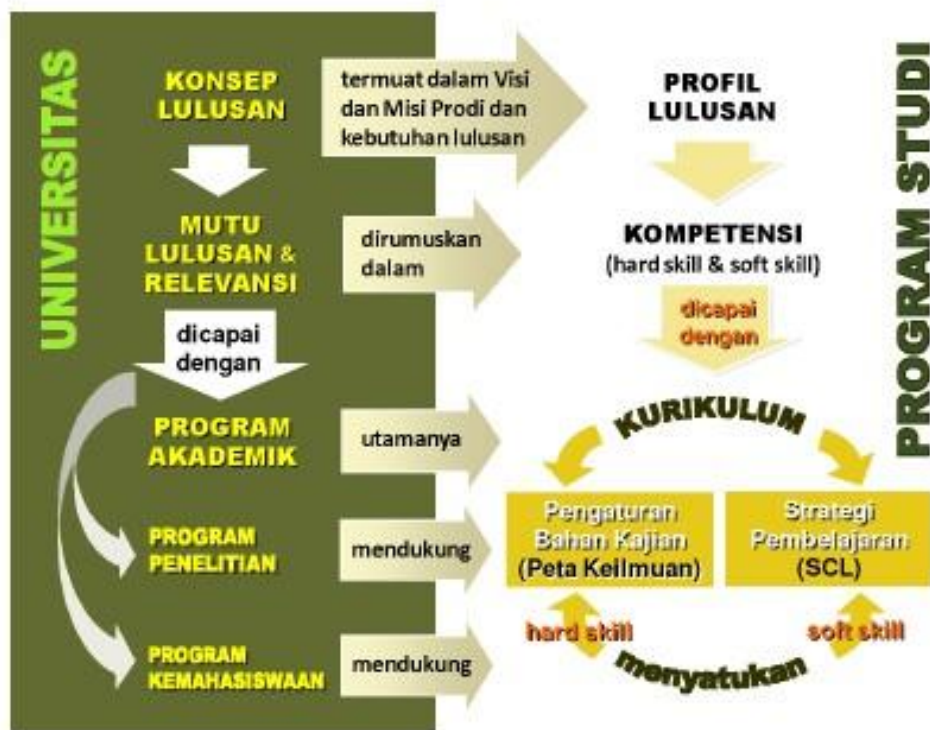 UNIVERSITAS
KONSEP
LULUSAN
termuat dalam Visi
dan Misi Prodi dan
kebutuhan lulusan
PROFIL
LULUSAN
PROGRAM STUDI
MUTU
LULUSAN &
RELEVANSI
dirumuskan
dalam
KOMPETENSI
(hard skill & soft skill)
dicapai
dengan
dicapai
dengan
PROGRAM
AKADEMIK
utamanya
KURIKULUM
Pengaturan
Bahan Kajian
(Peta Keilmuan)
Strategi
Pembelajaran
(SCL)
PROGRAM
PENELITIAN
mendukung
hard skill
soft skill
menyatukan
PROGRAM
KEMAHASISWAAN
mendukung